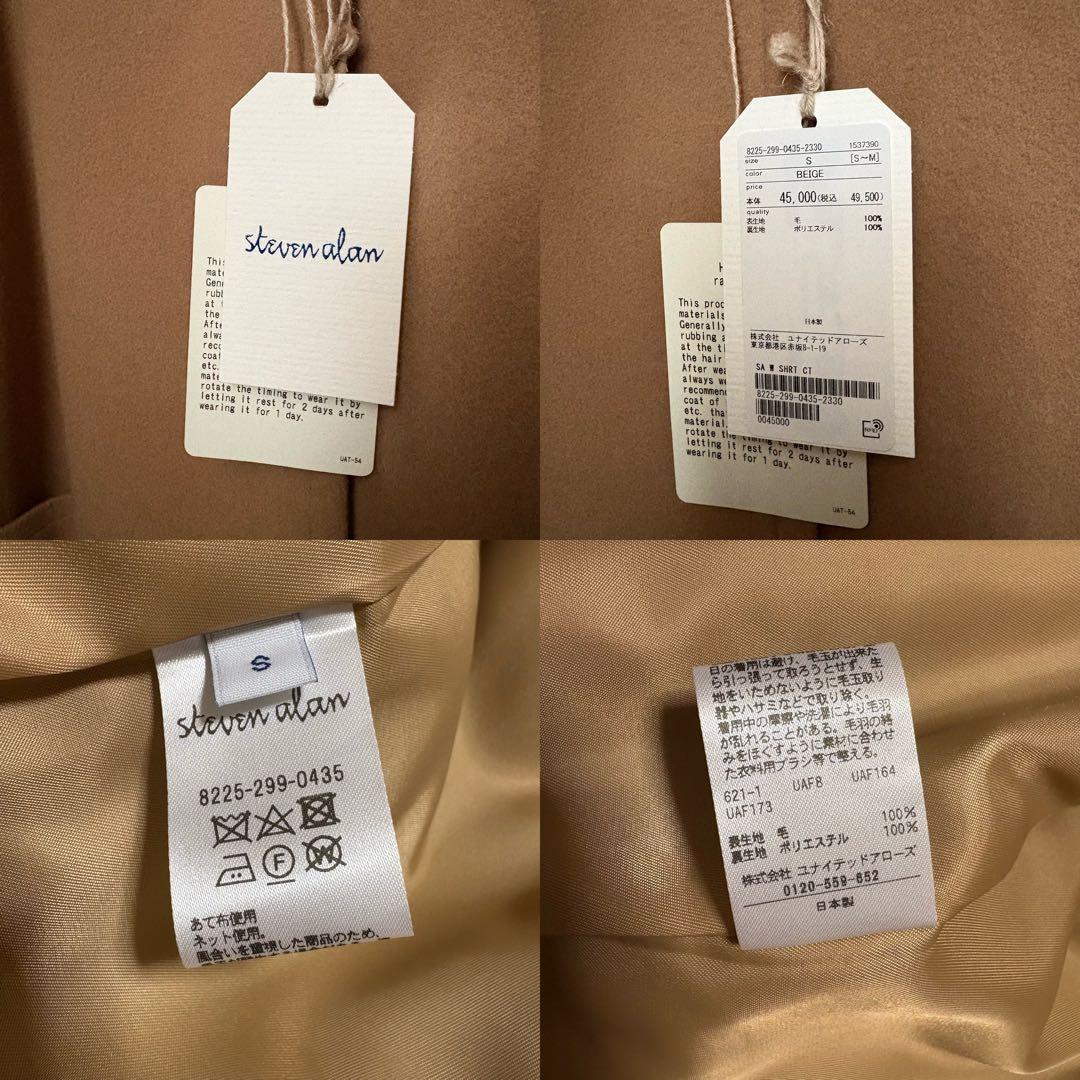 steven alan
This
mate
Gene
rubb
at t
the
Afte
alwa
reco
coat
etc.
mate
rotate the timing to wear it by
letting it rest for 2 days after
wearing it for 1 day.
UAT-54
8225-299-0435-2330 1537390
size S [S~M]
color BEIGE
price
本体 45,000(税込 49,500)
quality
表生地 毛 100%
裏生地 ポリエステル 100%
日本製
株式会社 ユナイテッドアローズ
東京都港区赤坂8-1-19
SA W SHRT CT
8225-299-0435-2330
0045000
H
ra
This prod
materials
Generally
rubbing a
at the ti
the hair
After wea
always we
recommend
coat of
etc. tha
material.
rotate the timing to wear it by
letting it rest for 2 days after
wearing it for 1 day.
UAT-54
S
steven alan
8225-299-0435
F W
あて布使用
ネット使用。
風合いを重視した商品のため、
日の着用は避け、毛玉が出来た
ら引っ張って取ろうとせず、生
地をいためないように毛玉取り
器やハサミなどで取り除く。
着用中の摩擦や洗濯により毛羽
が乱れることがある。毛羽の絡
みをほぐすように素材に合わせ
た衣料用ブラシ等で整える。
621-1 UAF8 UAF164
UAF173
表生地 毛 100%
裏生地 ポリエステル 100%
株式会社 ユナイテッドアローズ
0120-559-652
日本製